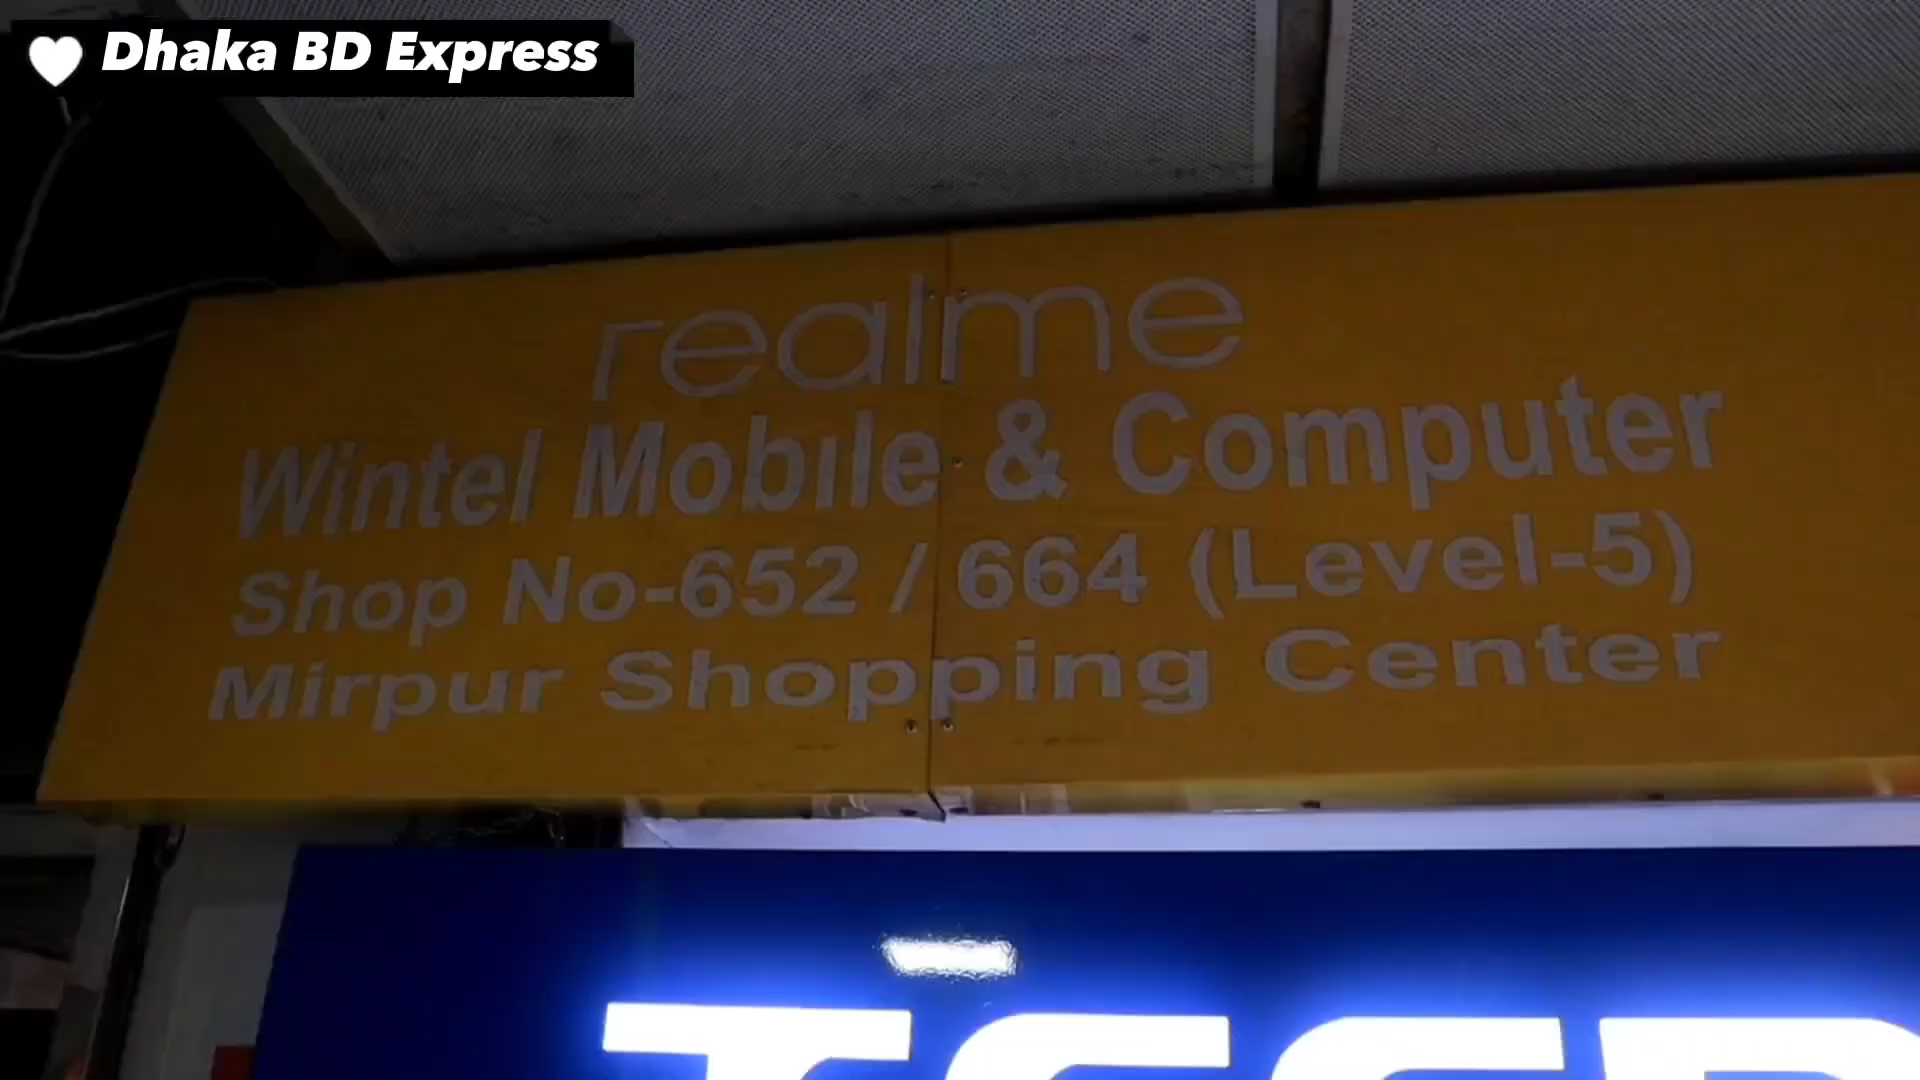 Dhaka BD Express
realme
Wintel Mobile & Computer
Shop No-652 / 664 (Level-5)
Mirpur Shopping Center